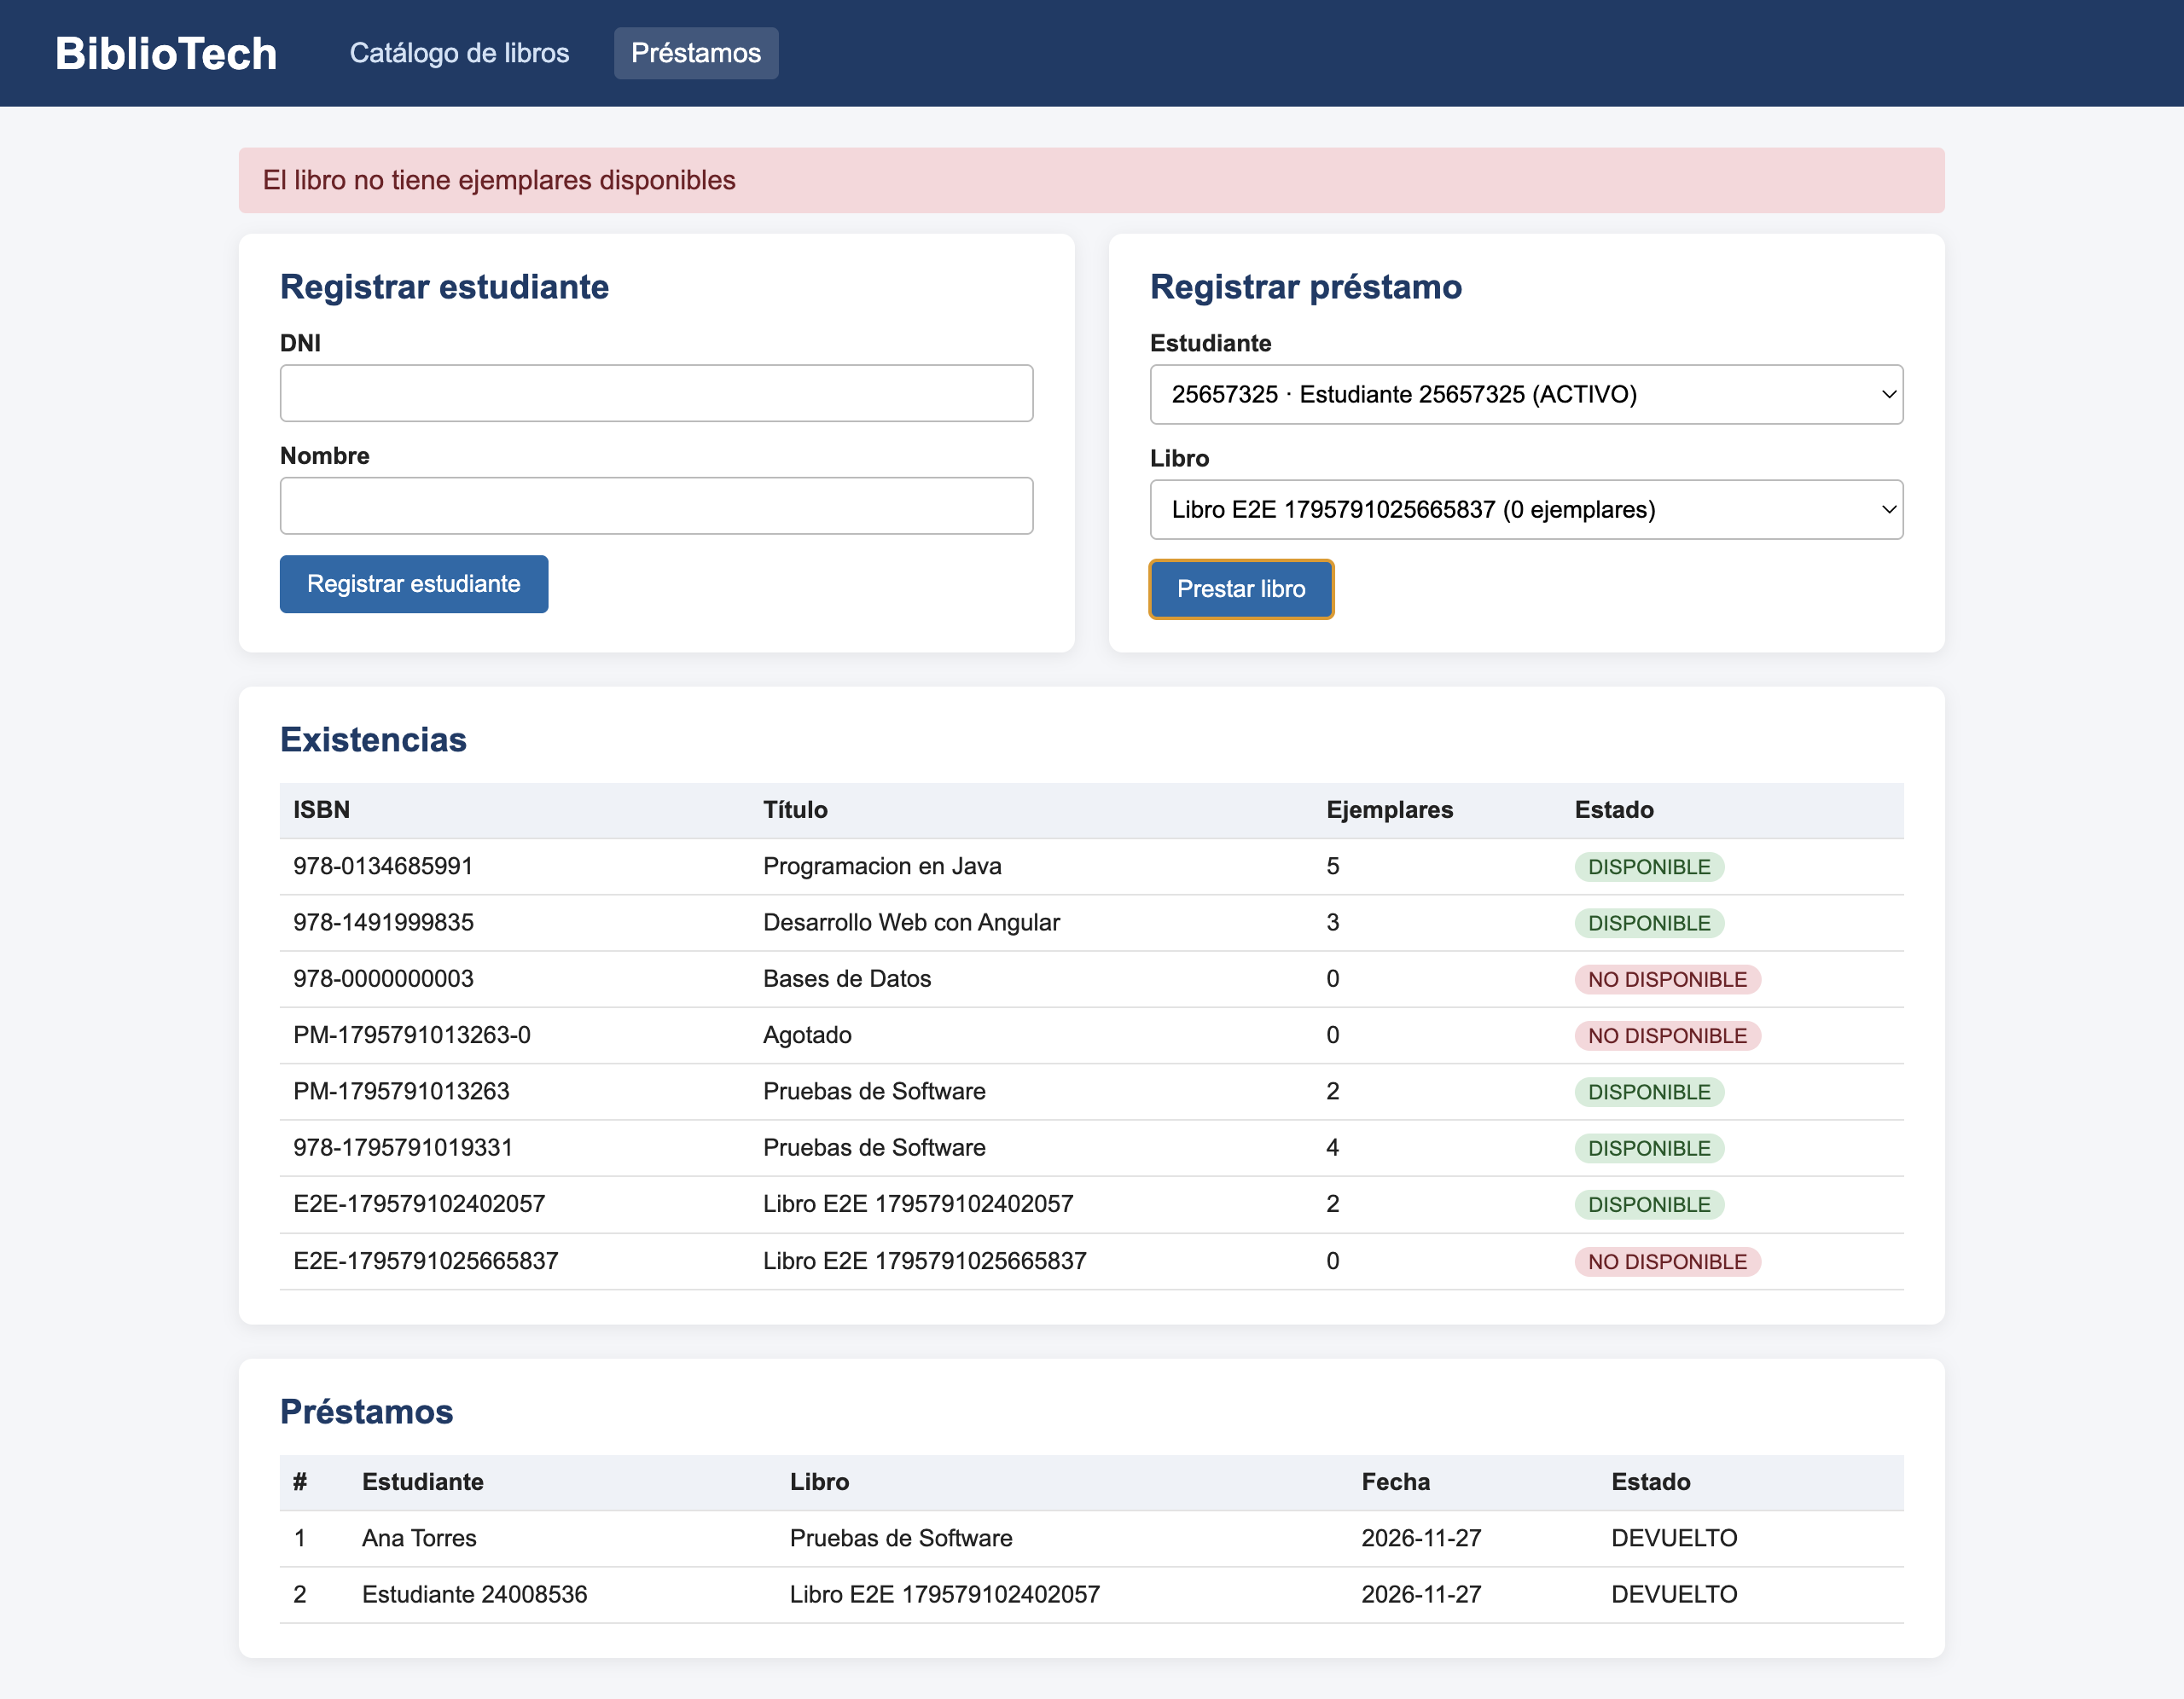 BiblioTech Catálogo de libros Préstamos
El libro no tiene ejemplares disponibles
Registrar estudiante
DNI
Nombre
Registrar estudiante
Registrar préstamo
Estudiante
25657325 · Estudiante 25657325 (ACTIVO)
Libro
Libro E2E 1795791025665837 (0 ejemplares)
Prestar libro
Existencias
ISBN Título Ejemplares Estado
978-0134685991 Programacion en Java 5 DISPONIBLE
978-1491999835 Desarrollo Web con Angular 3 DISPONIBLE
978-0000000003 Bases de Datos 0 NO DISPONIBLE
PM-1795791013263-0 Agotado 0 NO DISPONIBLE
PM-1795791013263 Pruebas de Software 2 DISPONIBLE
978-1795791019331 Pruebas de Software 4 DISPONIBLE
E2E-179579102402057 Libro E2E 179579102402057 2 DISPONIBLE
E2E-1795791025665837 Libro E2E 1795791025665837 0 NO DISPONIBLE
Préstamos
# Estudiante Libro Fecha Estado
1 Ana Torres Pruebas de Software 2026-11-27 DEVUELTO
2 Estudiante 24008536 Libro E2E 179579102402057 2026-11-27 DEVUELTO